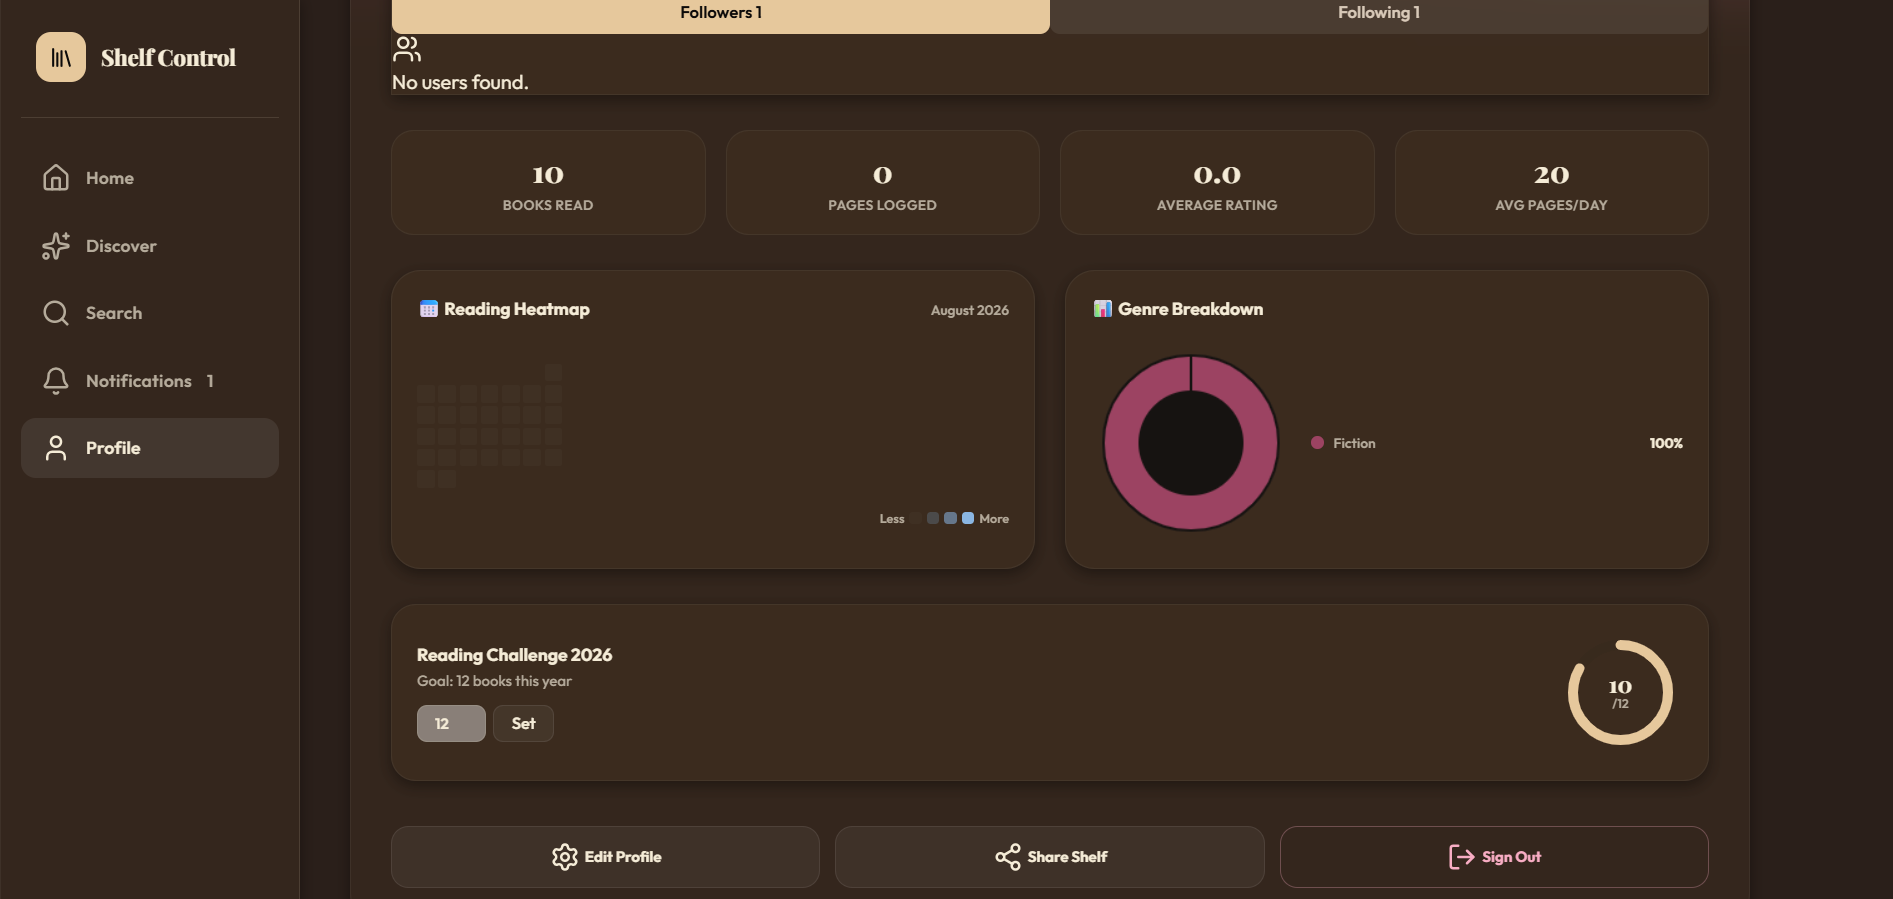 Shelf Control
Home
Discover
Search
Notifications 1
Profile
Followers 1
Following 1
No users found.
10
BOOKS READ
0
PAGES LOGGED
0.0
AVERAGE RATING
20
AVG PAGES/DAY
Reading Heatmap
August 2026
Less
More
Genre Breakdown
Fiction
100%
Reading Challenge 2026
Goal: 12 books this year
12
Set
10
/12
Edit Profile
Share Shelf
Sign Out